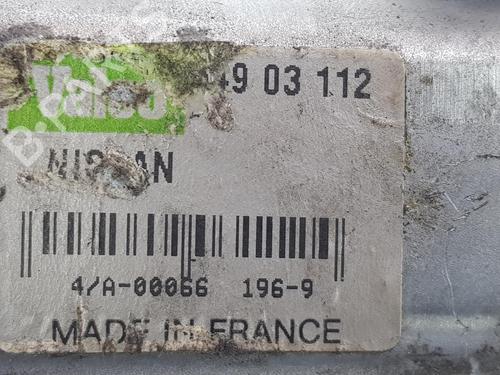 Valeo 49 03 112
NISSAN
4/A-00066 196-9
MADE IN FRANCE